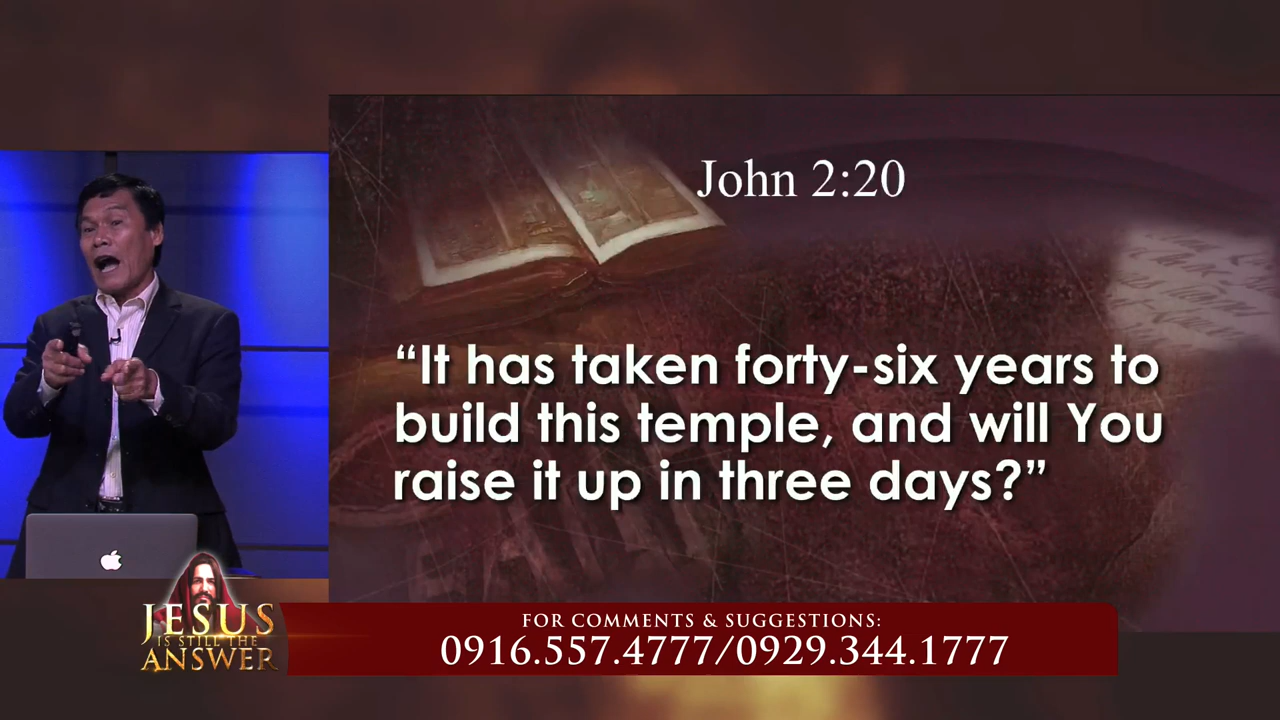 John 2:20
“It has taken forty-six years to
build this temple, and will You
raise it up in three days?”
JESUS
IS STILL THE
ANSWER
FOR COMMENTS & SUGGESTIONS:
0916.557.4777/0929.344.1777